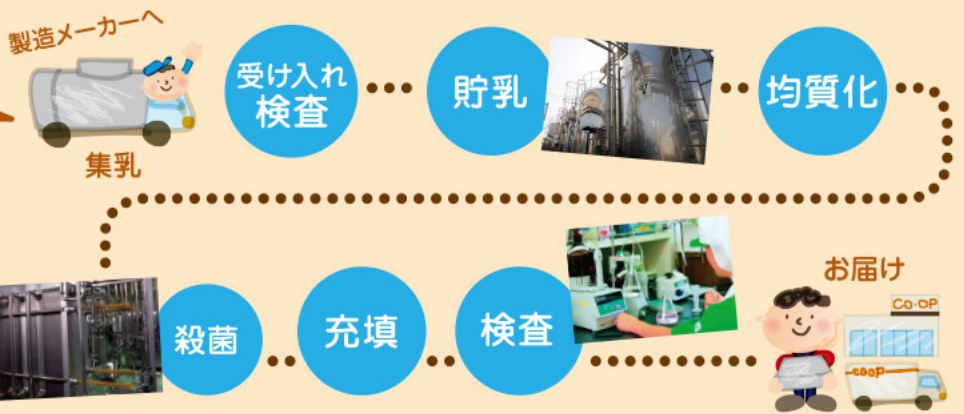 製造メーカーへ
集乳
受け入れ
検査
貯乳
均質化
殺菌
充填
検査
お届け
CO・OP
coop